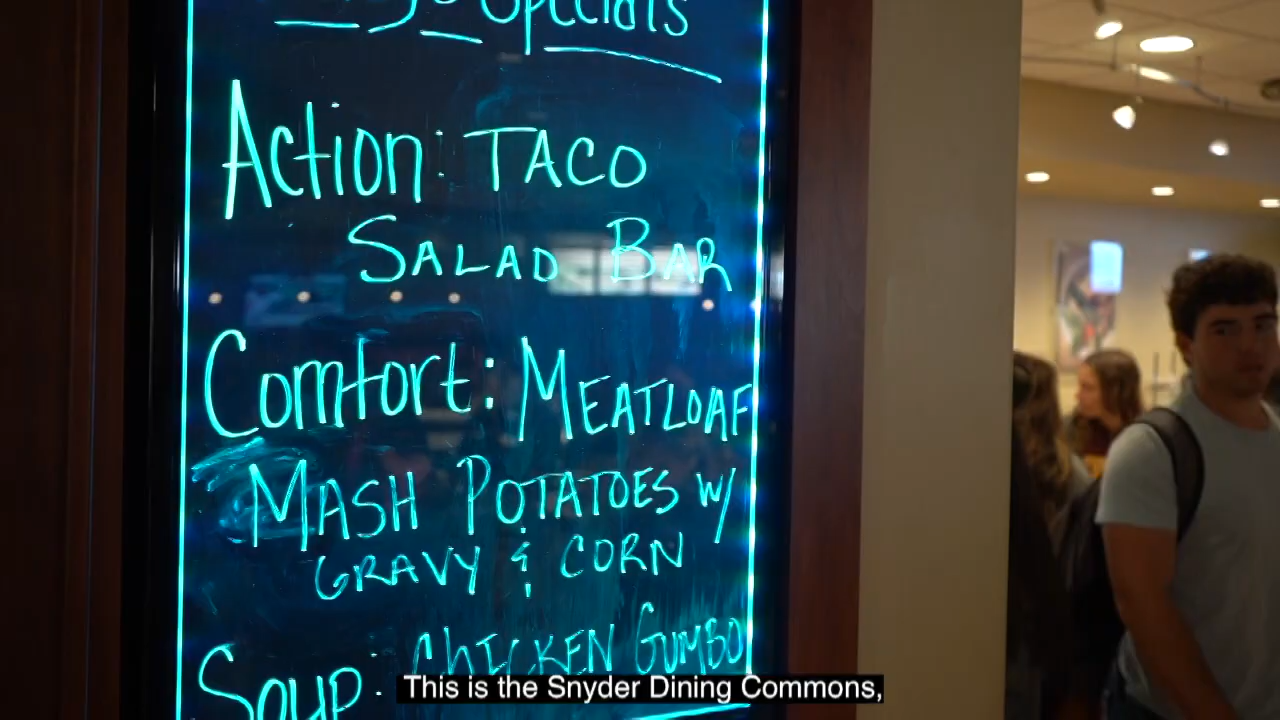 Specials
Action: TACO
SALAD BAR
Comfort: MEATLOAF
MASH POTATOES W/
GRAVY & CORN
Soup: ChICKEN GUMBO
This is the Snyder Dining Commons,